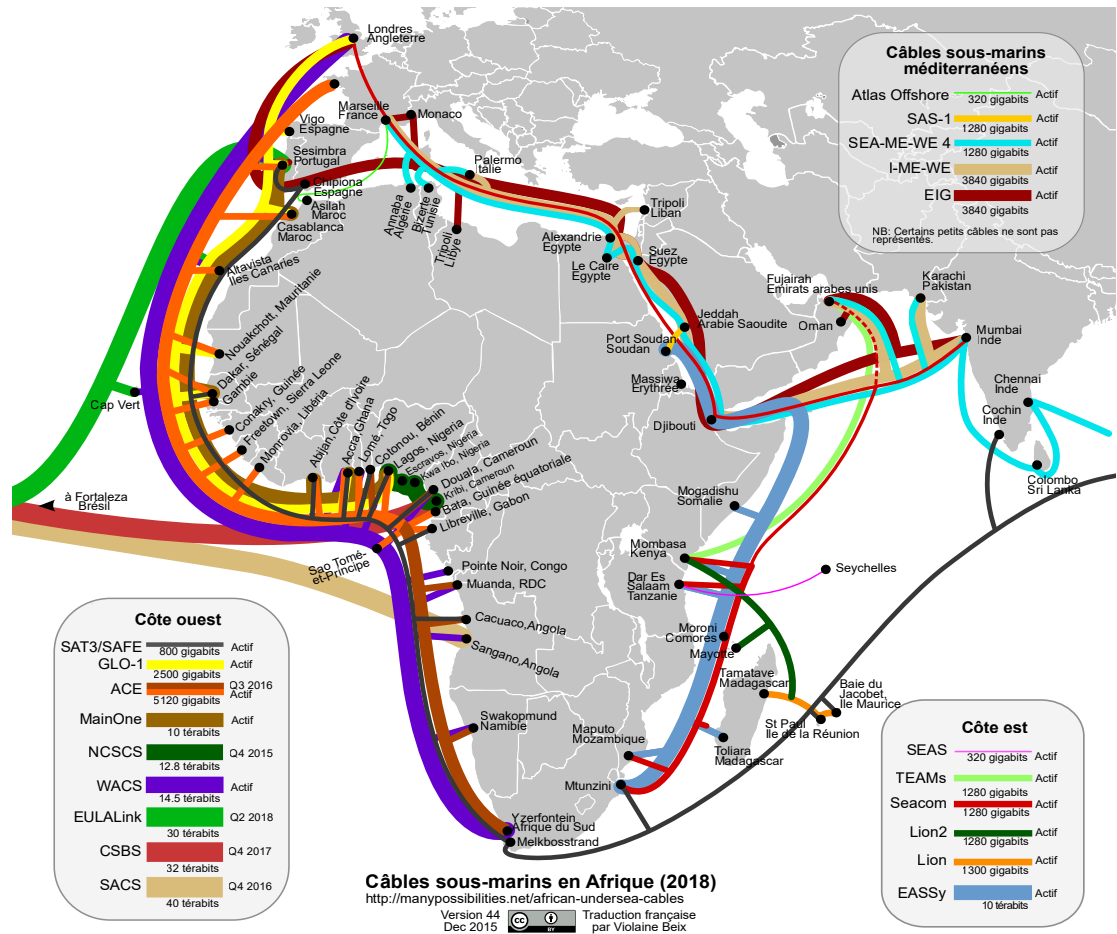 Londres
Angleterre
Vigo
Espagne
Marseille
France
Monaco
Sesimbra
Portugal
Chipiona
Espagne
Asilah
Maroc
Casablanca
Maroc
Annaba
Algérie
Bizerte
Tunisie
Palermo
Italie
Tripoli
Libye
Tripoli
Liban
Alexandrie
Egypte
Le Caire
Egypte
Suez
Egypte
Altavista
Iles Canaries
Nouakchott, Mauritanie
Dakar, Sénégal
Gambie
Cap Vert
Conakry, Guinée
Freetown, Sierra Leone
Monrovia, Libéria
Abijan, Côte d'Ivoire
Accra, Ghana
Lomé, Togo
Cotonou, Bénin
Lagos, Nigeria
Escravos, Nigeria
Kwa Ibo, Nigeria
Douala, Cameroun
Kribi, Cameroun
Bata, Guinée équatoriale
Libreville, Gabon
Sao Tomé-
et-Principe
à Fortaleza
Brésil
Pointe Noir, Congo
Muanda, RDC
Cacuaco,Angola
Sangano,Angola
Swakopmund
Namibie
Yzerfontein
Afrique du Sud
Melkbosstrand
Jeddah
Arabie Saoudite
Port Soudan
Soudan
Massiwa
Erythrée
Djibouti
Fujairah
Emirats arabes unis
Oman
Karachi
Pakistan
Mumbai
Inde
Chennai
Inde
Cochin
Inde
Colombo
Sri Lanka
Mogadishu
Somalie
Mombasa
Kenya
Dar Es
Salaam
Tanzanie
Seychelles
Moroni
Comores
Mayotte
Tamatave
Madagascar
Baie du
Jacobet,
Ile Maurice
St Paul
Ile de la Réunion
Toliara
Madagascar
Maputo
Mozambique
Mtunzini
Câbles sous-marins
méditerranéens
Atlas Offshore 320 gigabits Actif
SAS-1 1280 gigabits Actif
SEA-ME-WE 4 1280 gigabits Actif
I-ME-WE 3840 gigabits Actif
EIG 3840 gigabits Actif
NB: Certains petits câbles ne sont pas
représentés.
Côte ouest
SAT3/SAFE 800 gigabits Actif
GLO-1 2500 gigabits Actif
ACE 5120 gigabits Q3 2016
Actif
MainOne 10 térabits Actif
NCSCS 12.8 térabits Q4 2015
WACS 14.5 térabits Actif
EULALink 30 térabits Q2 2018
CSBS 32 térabits Q4 2017
SACS 40 térabits Q4 2016
Côte est
SEAS 320 gigabits Actif
TEAMs 1280 gigabits Actif
Seacom 1280 gigabits Actif
Lion2 1280 gigabits Actif
Lion 1300 gigabits Actif
EASSy 10 térabits Actif
Câbles sous-marins en Afrique (2018)
http://manypossibilities.net/african-undersea-cables
Version 44
Dec 2015
cc
BY
Traduction française
par Violaine Beix